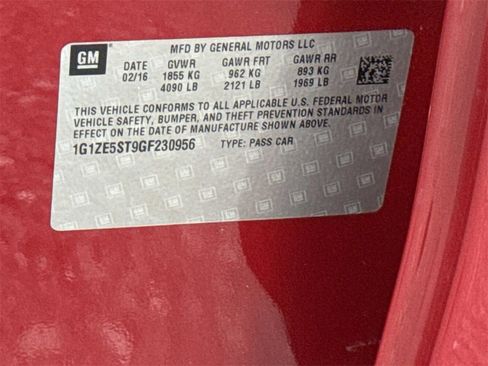 GM
MFD BY GENERAL MOTORS LLC
DATE GVWR GAWR FRT GAWR RR
02/16 1855 KG 962 KG 893 KG
4090 LB 2121 LB 1969 LB
THIS VEHICLE CONFORMS TO ALL APPLICABLE U.S. FEDERAL MOTOR
VEHICLE SAFETY, BUMPER, AND THEFT PREVENTION STANDARDS IN
EFFECT ON THE DATE OF MANUFACTURE SHOWN ABOVE.
1G1ZE5ST9GF230956 TYPE: PASS CAR